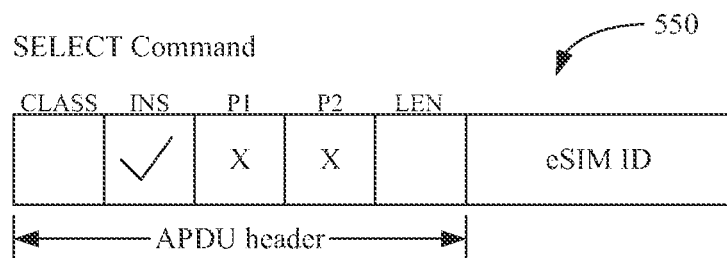 550
SELECT Command
CLASS INS P1 P2 LEN
X X eSIM ID
APDU header